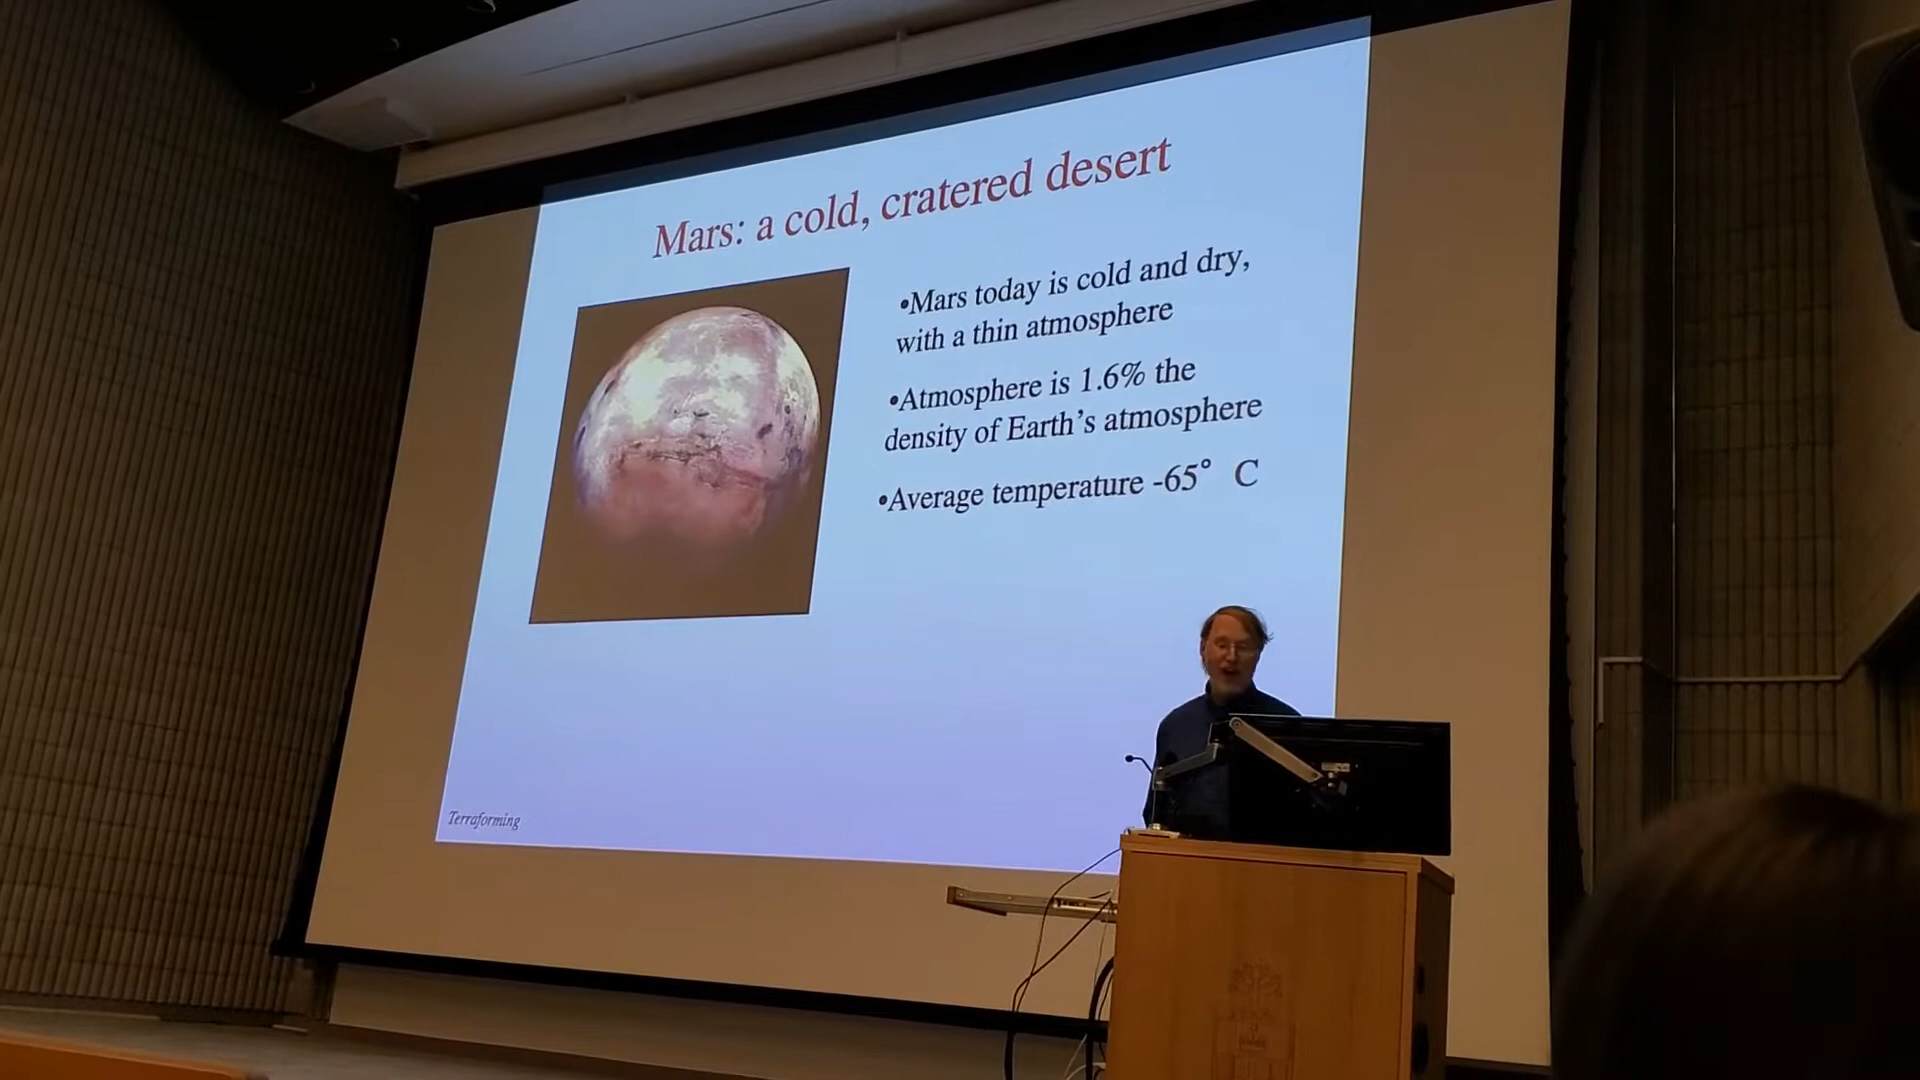 Mars: a cold, cratered desert
•Mars today is cold and dry,
with a thin atmosphere
•Atmosphere is 1.6% the
density of Earth’s atmosphere
•Average temperature -65° C
Terraforming